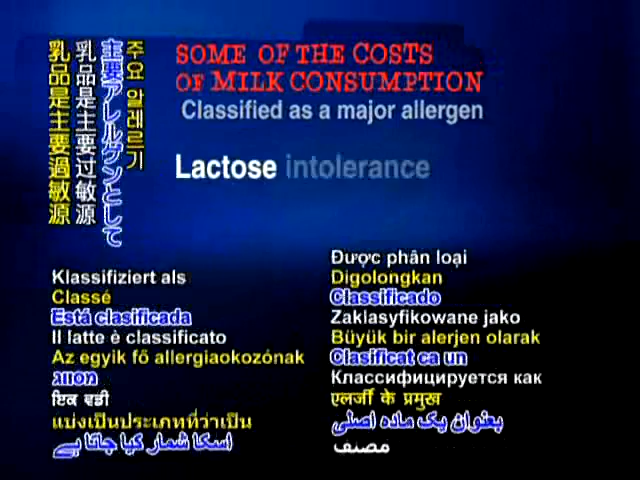 SOME OF THE COSTS
OF MILK CONSUMPTION
Classified as a major allergen
Lactose intolerance
乳品是主要過敏源
乳品是主要过敏源
主要アレルゲンとして
주요 알레르기
Klassifiziert als
Classé
Está clasificada
Il latte è classificato
Az egyik fő allergiaokozónak
מסווג
ਇਕ ਵਡੀ
แบ่งเป็นประเภทที่ว่าเป็น
اسکا شمار کیا جاتا ہے
Được phân loại
Digolongkan
Classificado
Zaklasyfikowane jako
Büyük bir alerjen olarak
Clasificat ca un
Классифицируется как
एलर्जी के प्रमुख
بعنوان یک ماده اصلی
مصنف